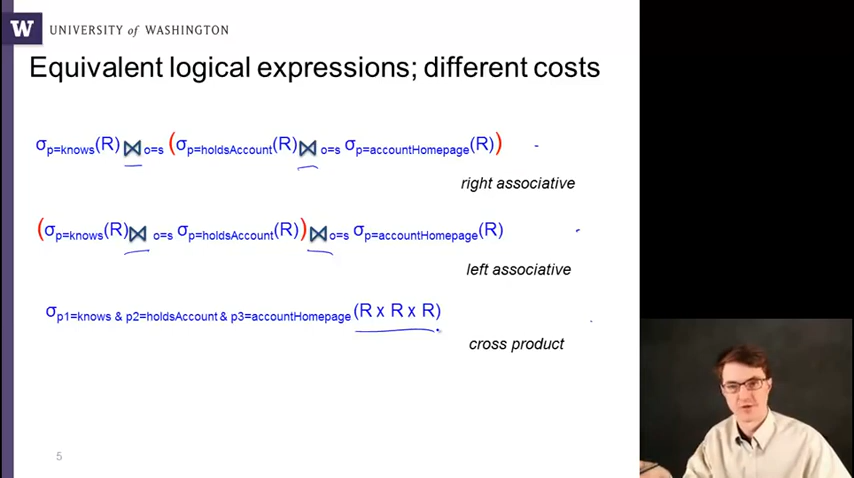 W UNIVERSITY of WASHINGTON
Equivalent logical expressions; different costs
σp=knows(R) ⋈ o=s (σp=holdsAccount(R) ⋈ o=s σp=accountHomepage(R))
right associative
(σp=knows(R) ⋈ o=s σp=holdsAccount(R)) ⋈ o=s σp=accountHomepage(R)
left associative
σp1=knows & p2=holdsAccount & p3=accountHomepage (R x R x R)
cross product
5